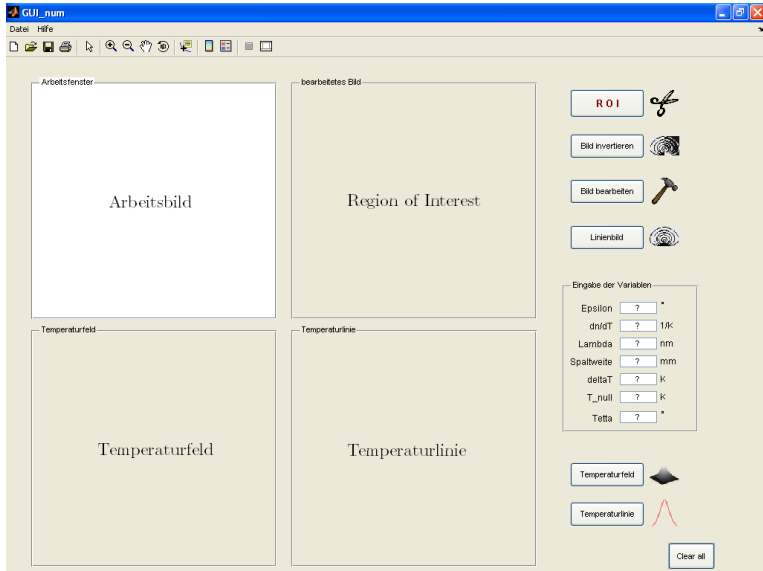 GUI_num
Datei Hilfe
Arbeitsfenster
Arbeitsbild
bearbeitetes Bild
Region of Interest
Temperaturfeld
Temperaturfeld
Temperaturlinie
Temperaturlinie
R O I
Bild invertieren
Bild bearbeiten
Linienbild
Eingabe der Variablen
Epsilon ? °
dn/dT ? 1/K
Lambda ? nm
Spaltweite ? mm
deltaT ? K
T_null ? K
Tetta ? °
Temperaturfeld
Temperaturlinie
Clear all